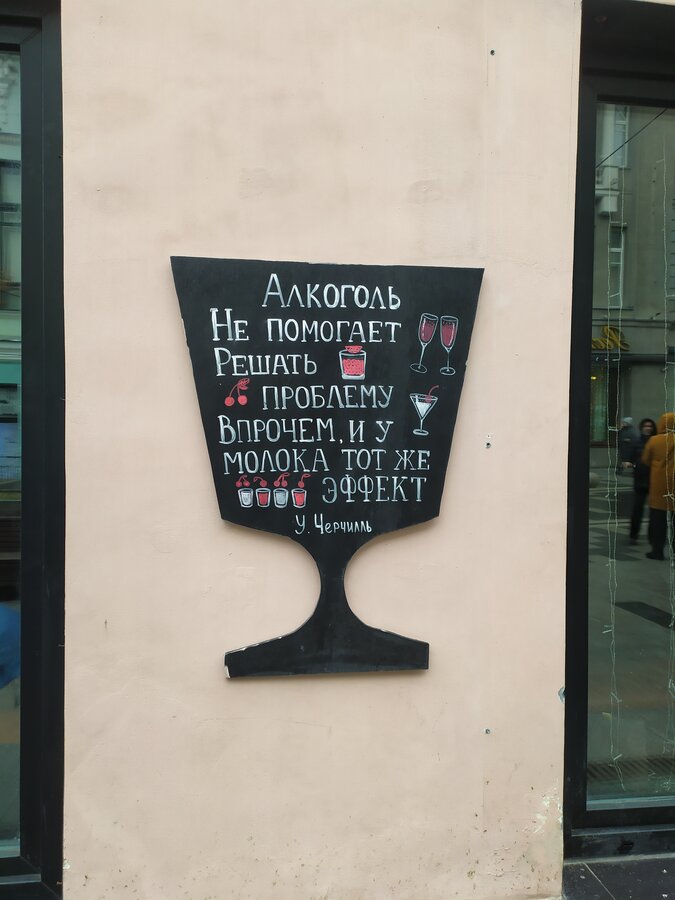 Алкоголь
Не помогает
Решать
проблему
Впрочем, и у
молока тот же
эффект
У. Черчилль